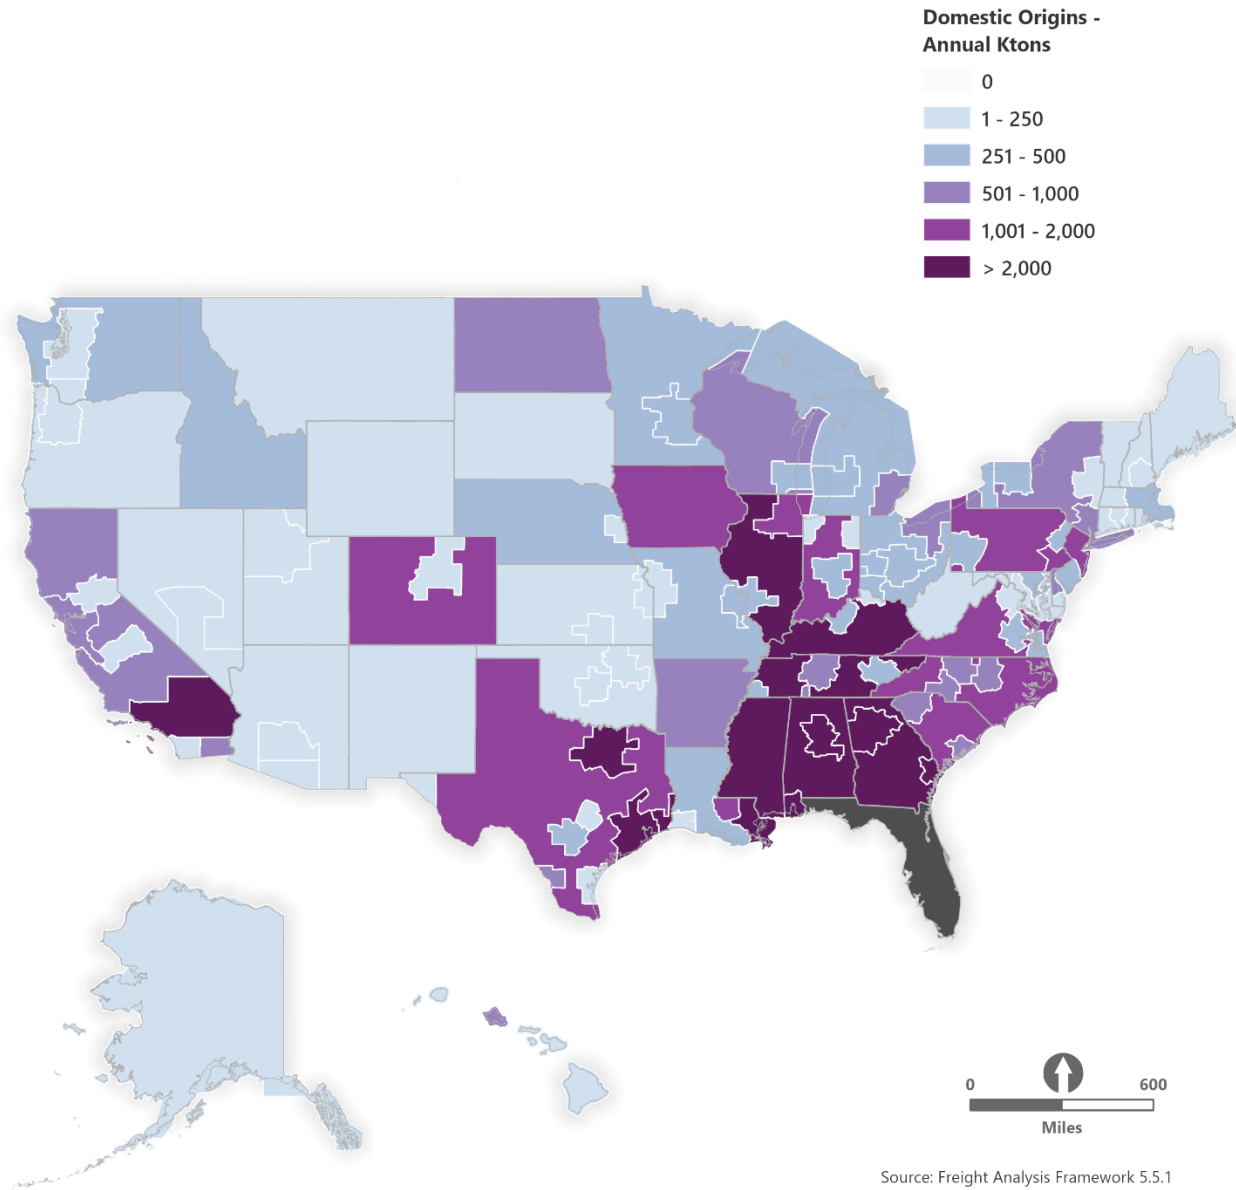 Domestic Origins -
Annual Ktons
0
1 - 250
251 - 500
501 - 1,000
1,001 - 2,000
> 2,000
0 600
Miles
Source: Freight Analysis Framework 5.5.1